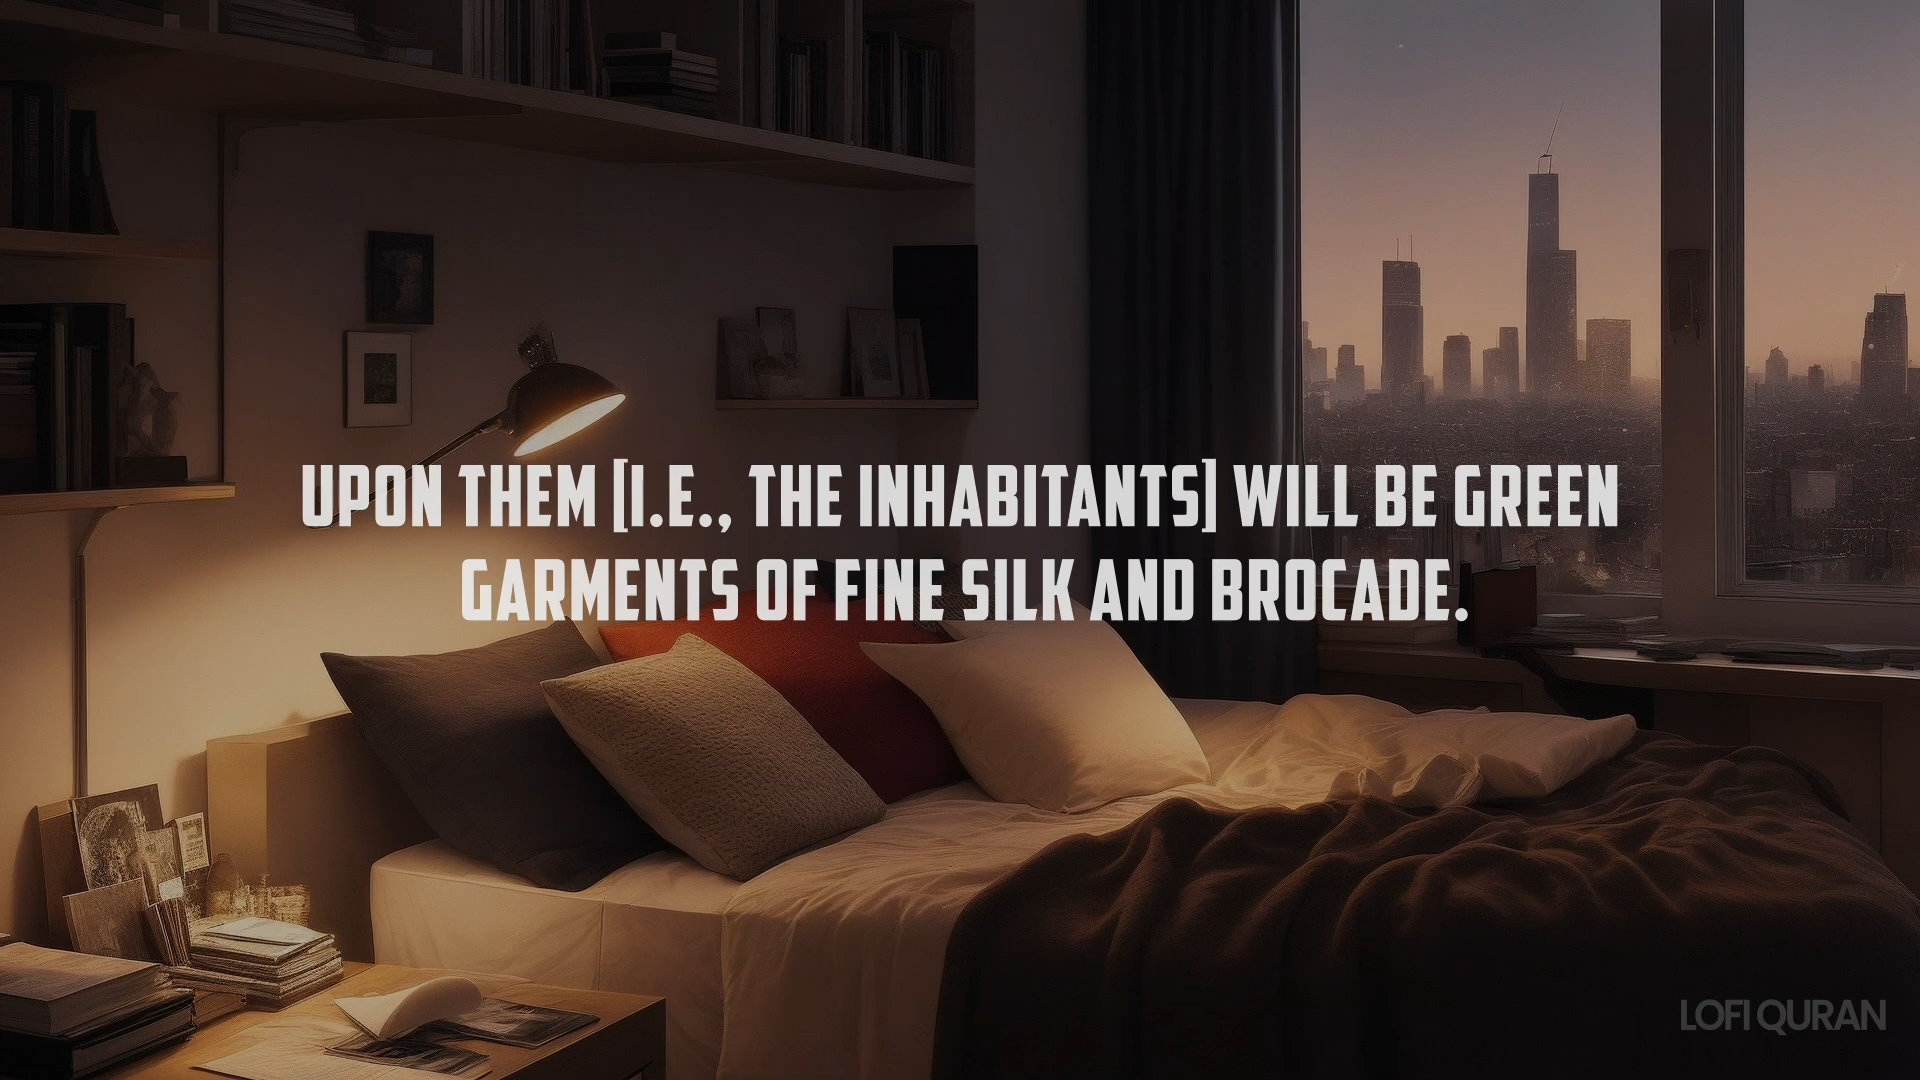 UPON THEM [I.E., THE INHABITANTS] WILL BE GREEN
GARMENTS OF FINE SILK AND BROCADE.
LOFI QURAN